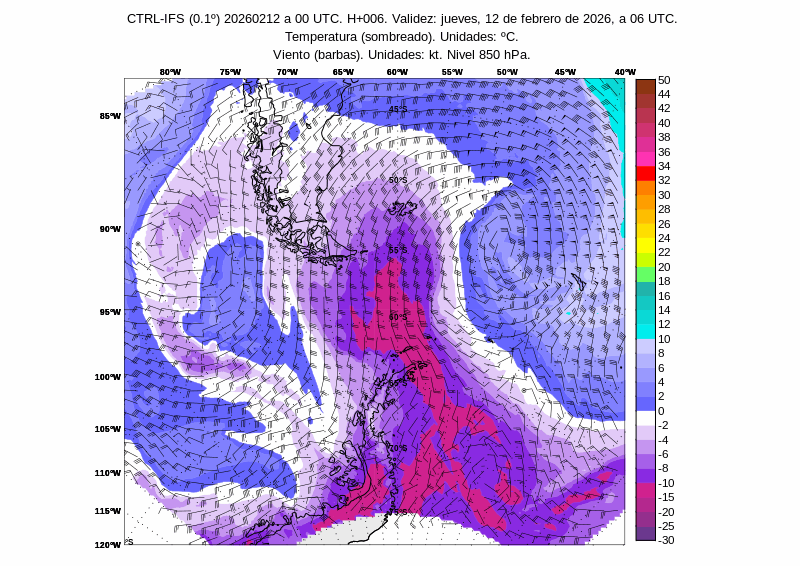 CTRL-IFS (0.1º) 20260212 a 00 UTC. H+006. Validez: jueves, 12 de febrero de 2026, a 06 UTC.
Temperatura (sombreado). Unidades: ºC.
Viento (barbas). Unidades: kt. Nivel 850 hPa.
80°W 75°W 70°W 65°W 60°W 55°W 50°W 45°W 40°W
50
44
42
40
38
36
34
32
30
28
26
24
22
20
18
16
14
12
10
8
6
4
2
0
-2
-4
-6
-8
-10
-15
-20
-25
-30
85°W
90°W
95°W
100°W
105°W
110°W
115°W
120°W
45°S
50°S
55°S
60°S
65°S
70°S
75°S
°S